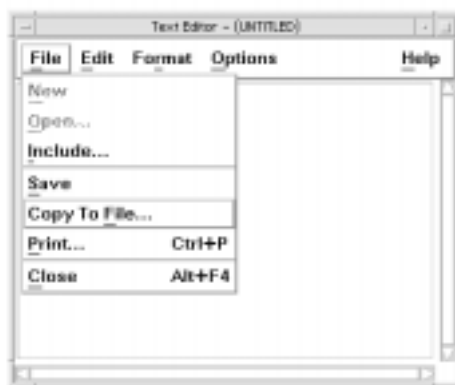 Text Editor - (UNTITLED)
File Edit Format Options Help
New
Open...
Include...
Save
Copy To File...
Print... Ctrl+P
Close Alt+F4